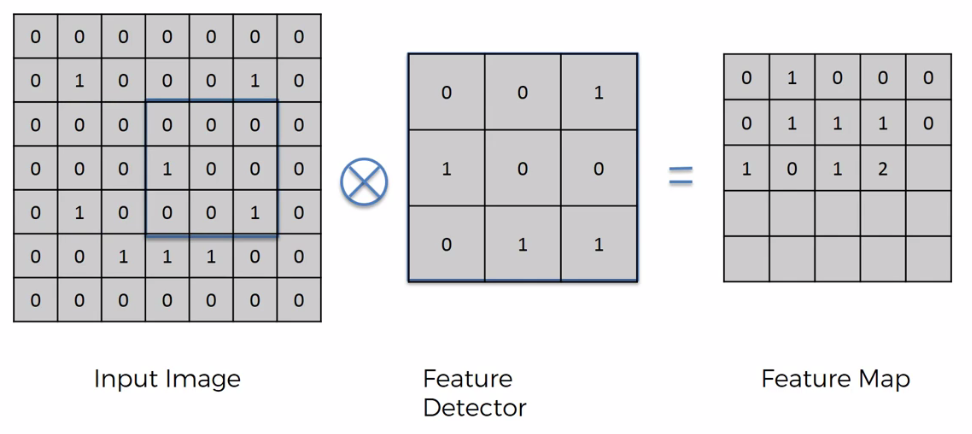 0 0 0 0 0 0 0
0 1 0 0 0 1 0
0 0 0 0 0 0 0
0 0 0 1 0 0 0
0 1 0 0 0 1 0
0 0 1 1 1 0 0
0 0 0 0 0 0 0
Input Image
0 0 1
1 0 0
0 1 1
Feature
Detector
=
0 1 0 0 0
0 1 1 1 0
1 0 1 2
Feature Map